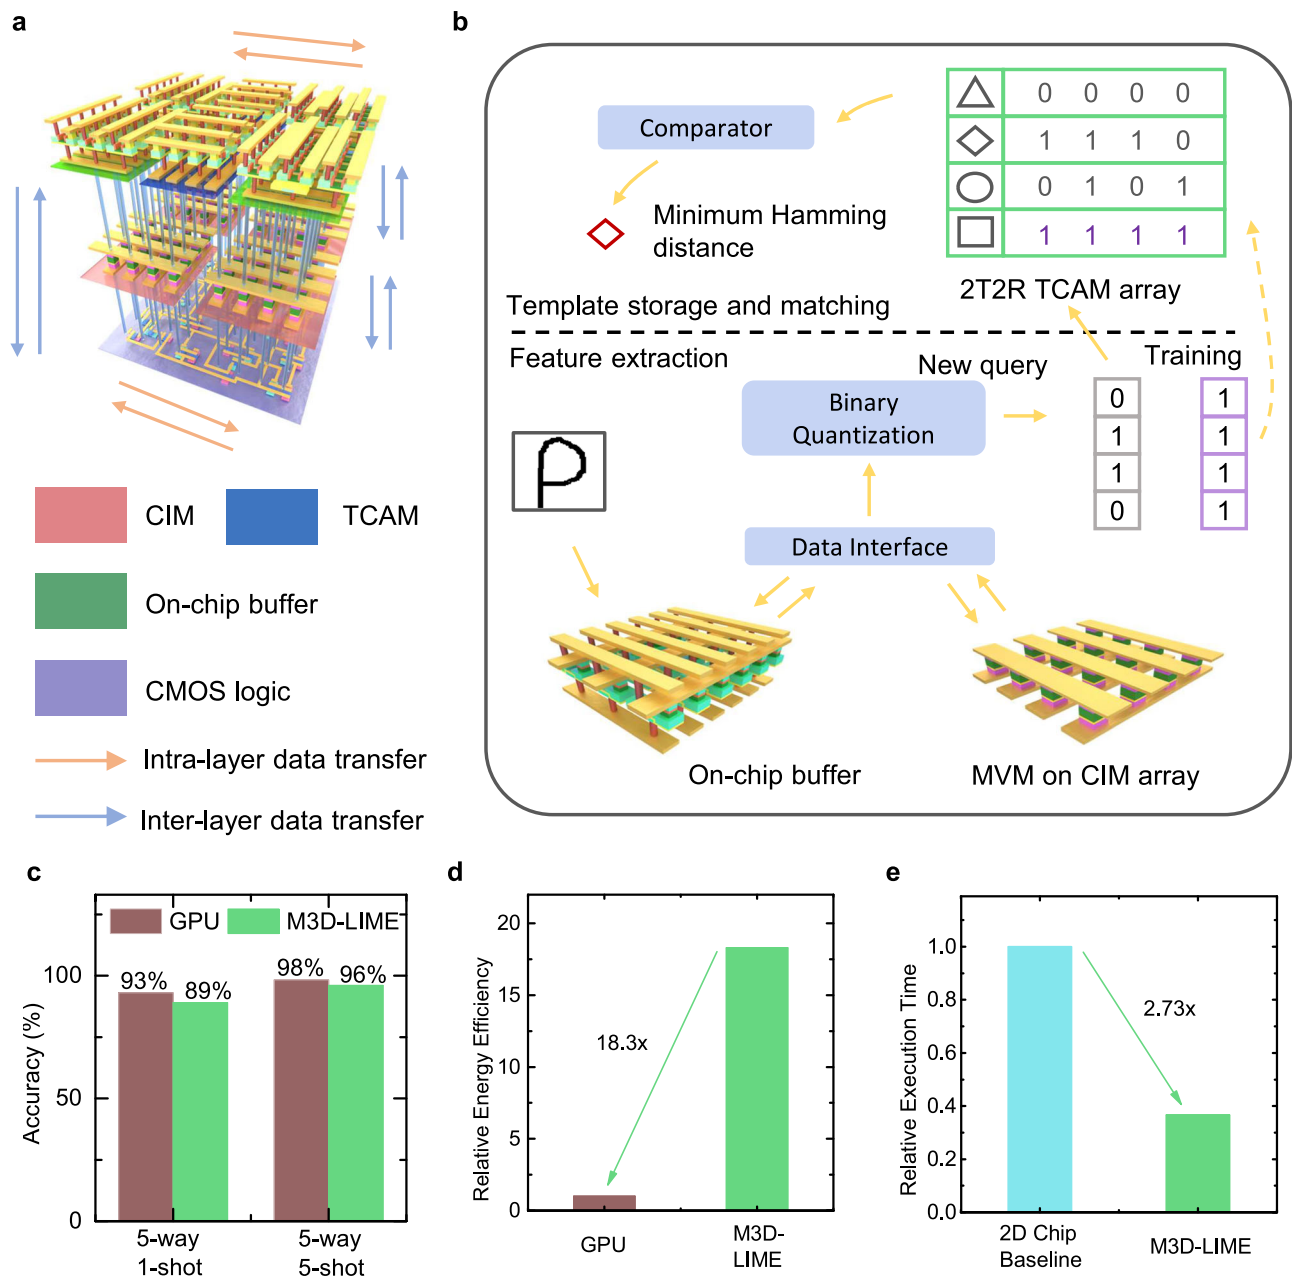 a
CIM
TCAM
On-chip buffer
CMOS logic
Intra-layer data transfer
Inter-layer data transfer
b
Comparator
Minimum Hamming
distance
0 0 0 0
1 1 1 0
0 1 0 1
1 1 1 1
2T2R TCAM array
Template storage and matching
Feature extraction
New query
Training
Binary
Quantization
0
1
1
0
1
1
1
1
P
Data Interface
On-chip buffer
MVM on CIM array
c
GPU
M3D-LIME
93%
89%
98%
96%
100
50
0
Accuracy (%)
5-way
1-shot
5-way
5-shot
d
20
15
10
5
0
Relative Energy Efficiency
18.3x
GPU
M3D-
LIME
e
1.0
0.8
0.6
0.4
0.2
0.0
Relative Execution Time
2.73x
2D Chip
Baseline
M3D-LIME